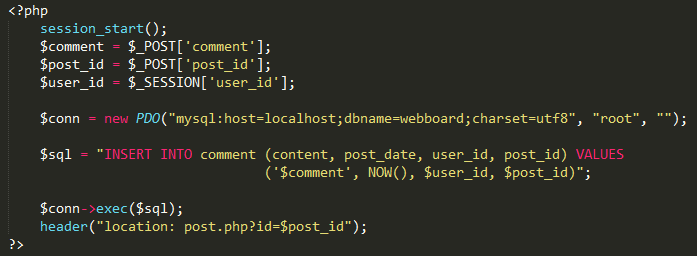 <?php
session_start();
$comment = $_POST['comment'];
$post_id = $_POST['post_id'];
$user_id = $_SESSION['user_id'];
$conn = new PDO("mysql:host=localhost;dbname=webboard;charset=utf8", "root", "");
$sql = "INSERT INTO comment (content, post_date, user_id, post_id) VALUES
('$comment', NOW(), $user_id, $post_id)";
$conn->exec($sql);
header("location: post.php?id=$post_id");
?>